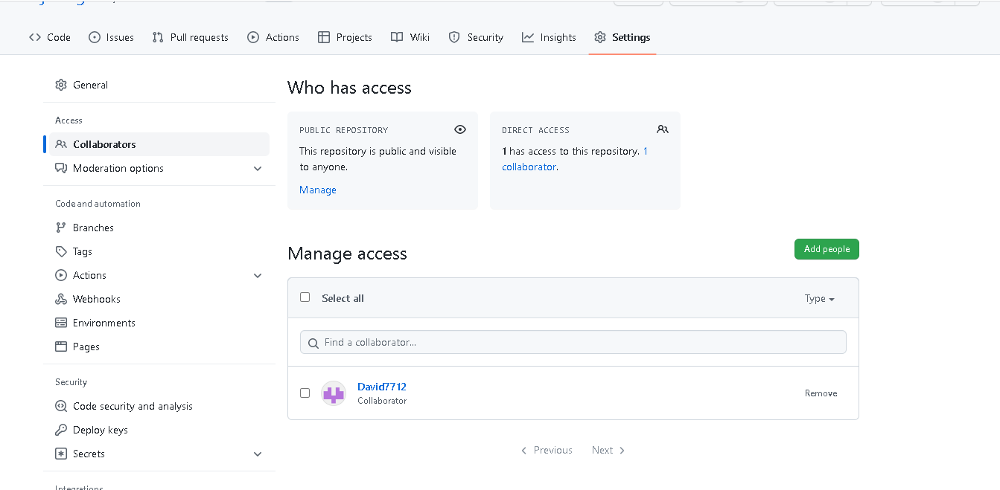 Code Issues Pull requests Actions Projects Wiki Security Insights Settings
General
Access
Collaborators
Moderation options
Code and automation
Branches
Tags
Actions
Webhooks
Environments
Pages
Security
Code security and analysis
Deploy keys
Secrets
Integrations
Who has access
PUBLIC REPOSITORY
This repository is public and visible
to anyone.
Manage
DIRECT ACCESS
1 has access to this repository. 1
collaborator.
Manage access
Add people
Select all
Type
Find a collaborator...
David7712
Collaborator
Remove
Previous Next